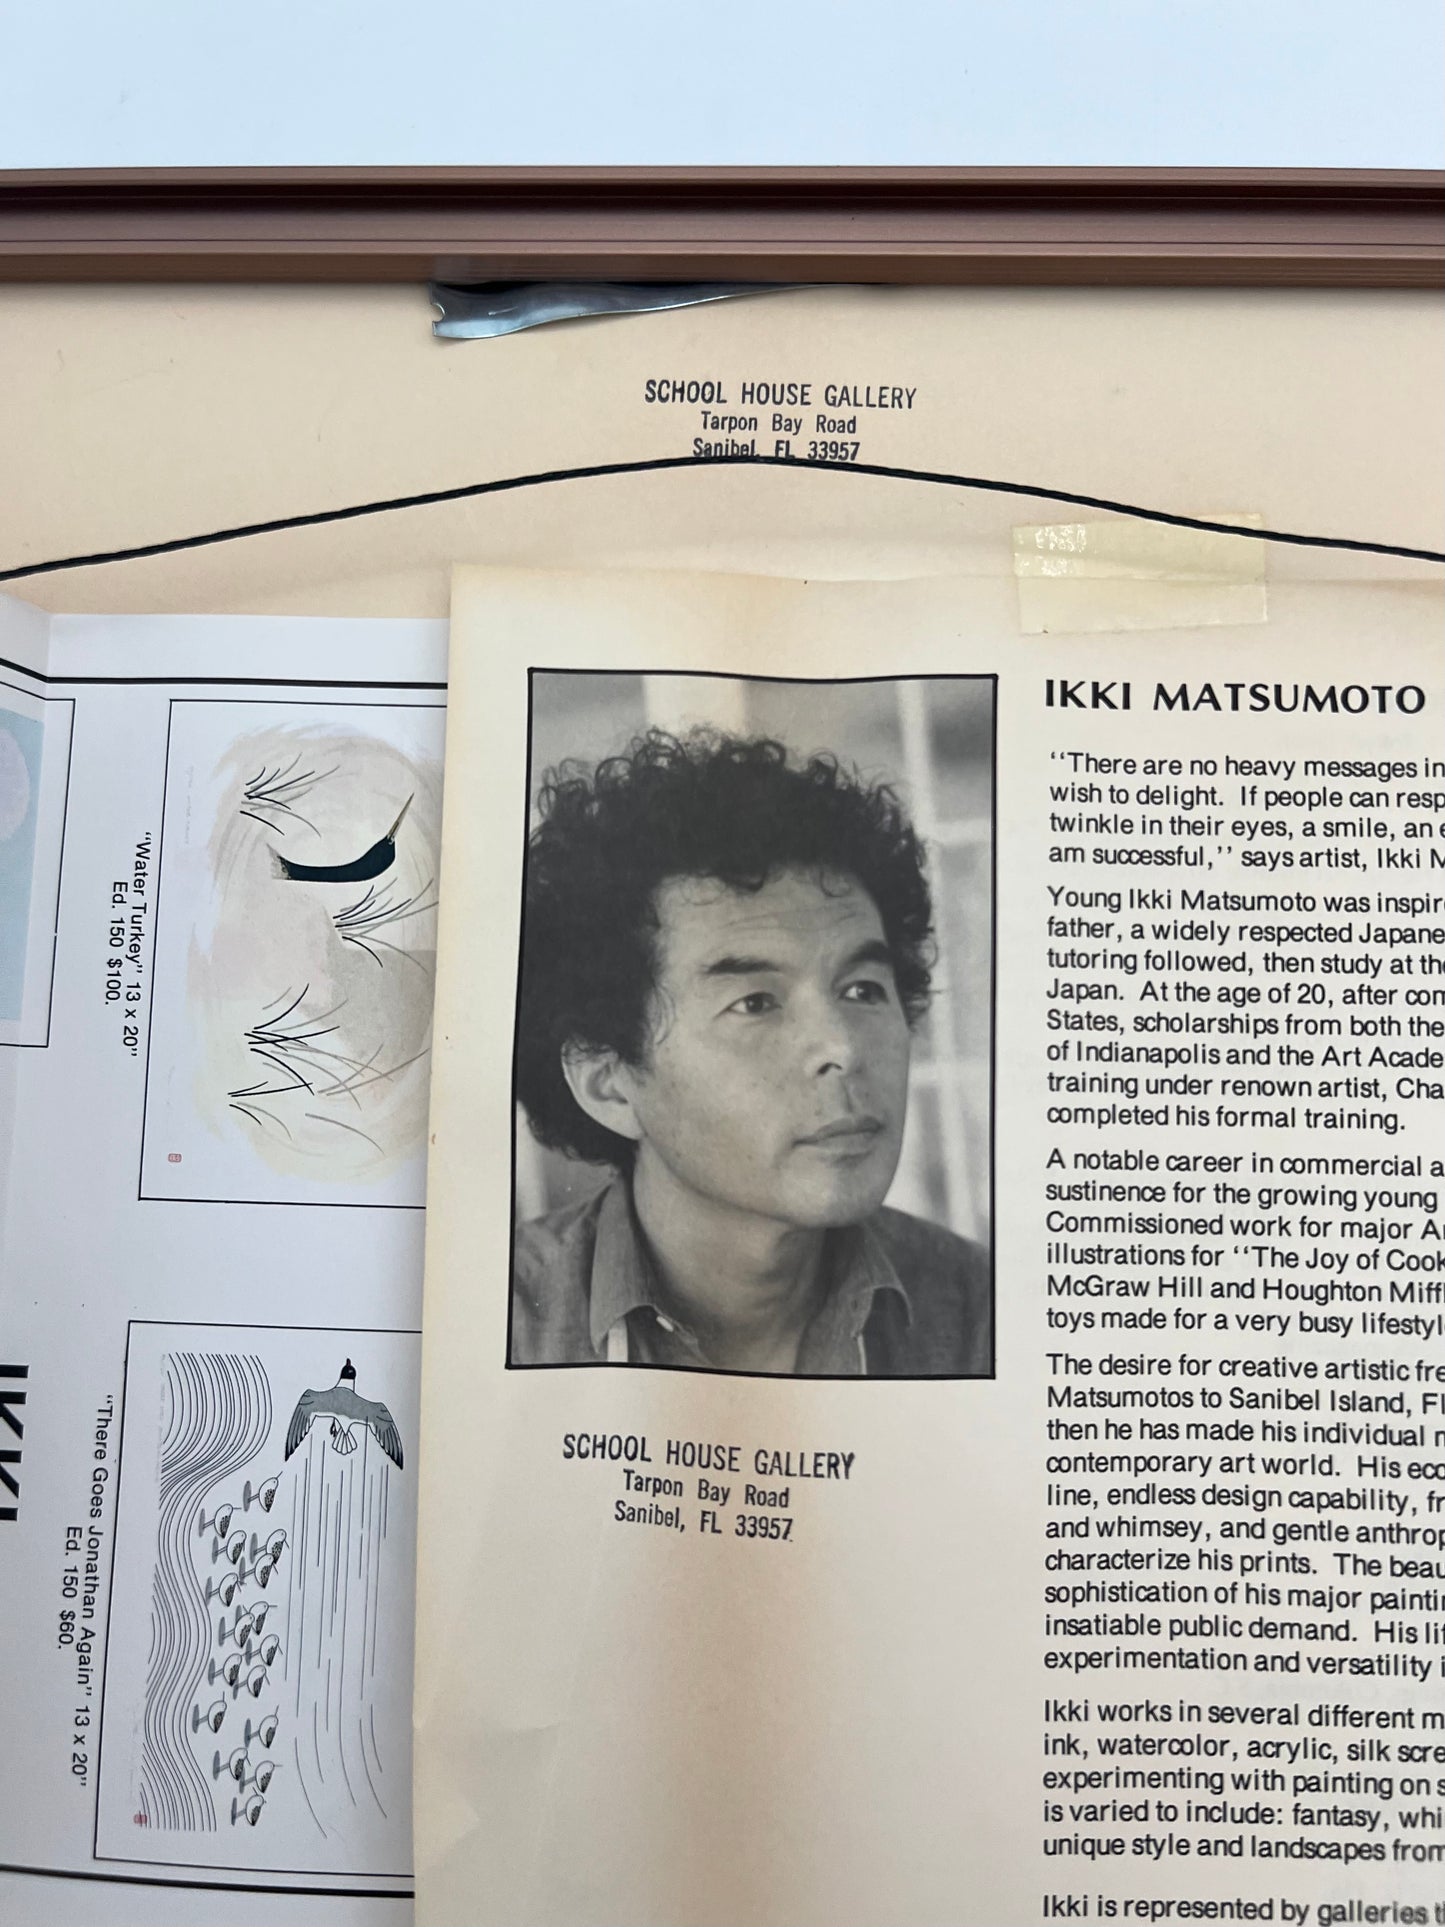 SCHOOL HOUSE GALLERY
Tarpon Bay Road
Sanibel, FL 33957
"Water Turkey" 13 x 20"
Ed. 150 $100.
"There Goes Jonathan Again" 13 x 20"
Ed. 150 $60.
IKKI
IKKI MATSUMOTO
"There are no heavy messages in
wish to delight. If people can resp
twinkle in their eyes, a smile, an e
am successful," says artist, Ikki M
Young Ikki Matsumoto was inspir
father, a widely respected Japane
tutoring followed, then study at the
Japan. At the age of 20, after com
States, scholarships from both the
of Indianapolis and the Art Acade
training under renown artist, Cha
completed his formal training.
A notable career in commercial a
sustinence for the growing young
Commissioned work for major Am
illustrations for "The Joy of Cook
McGraw Hill and Houghton Miffl
toys made for a very busy lifestyl
The desire for creative artistic fre
Matsumotos to Sanibel Island, Fl
then he has made his individual m
contemporary art world. His eco
line, endless design capability, fr
and whimsey, and gentle anthrop
characterize his prints. The beau
sophistication of his major paintin
insatiable public demand. His lif
experimentation and versatility i
Ikki works in several different m
ink, watercolor, acrylic, silk scre
experimenting with painting on s
is varied to include: fantasy, whi
unique style and landscapes from
Ikki is represented by galleries t
SCHOOL HOUSE GALLERY
Tarpon Bay Road
Sanibel, FL 33957